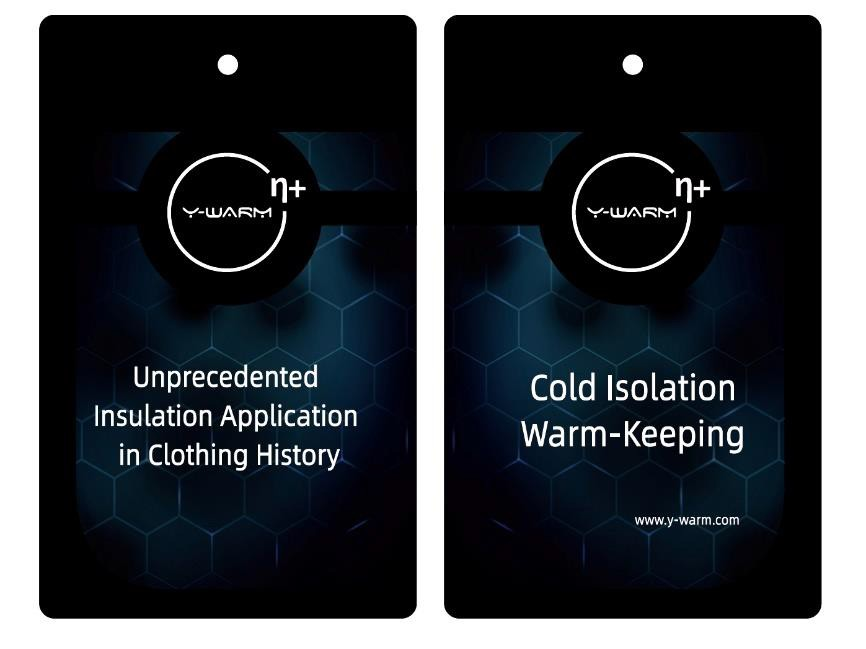 η+
Y-WARM
Unprecedented
Insulation Application
in Clothing History
η+
Y-WARM
Cold Isolation
Warm-Keeping
www.y-warm.com